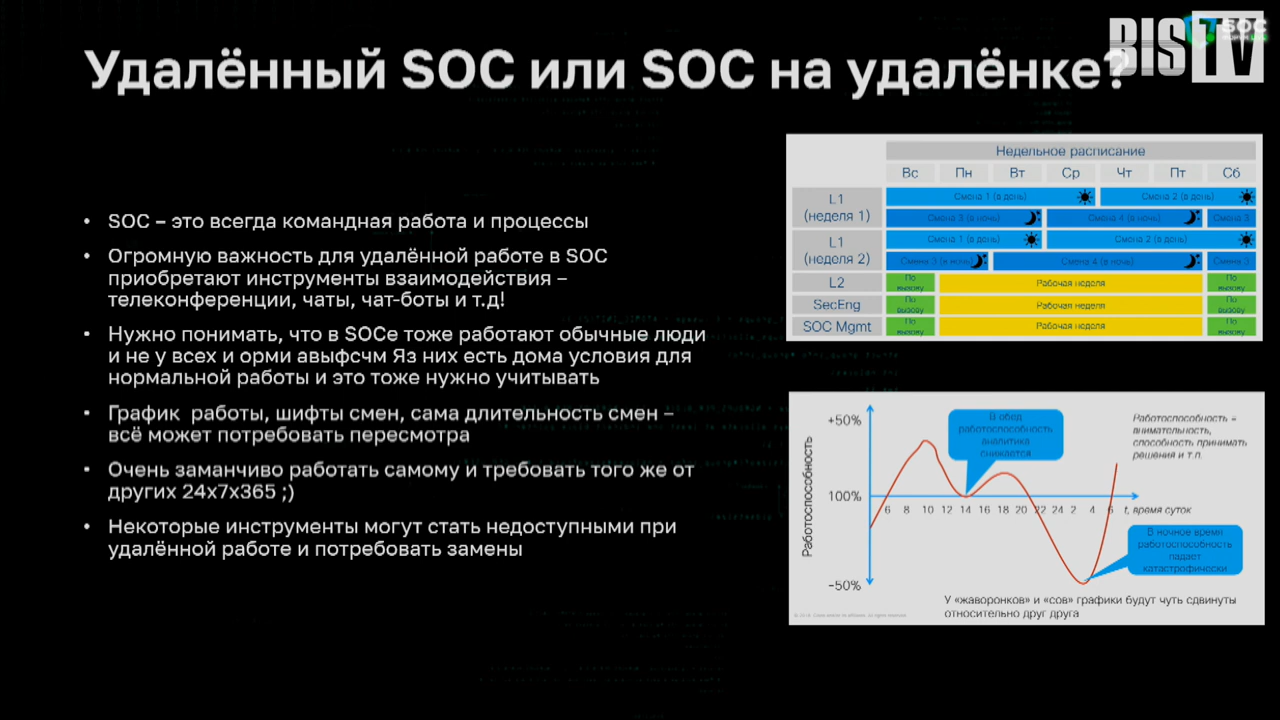 Удалённый SOC или SOC на удалёнке?
BIS TV
SOC
• SOC – это всегда командная работа и процессы
• Огромную важность для удалённой работе в SOC
приобретают инструменты взаимодействия –
телеконференции, чаты, чат-боты и т.д!
• Нужно понимать, что в SOCе тоже работают обычные люди
и не у всех и орми авыфсчм Яз них есть дома условия для
нормальной работы и это тоже нужно учитывать
• График работы, шифты смен, сама длительность смен –
всё может потребовать пересмотра
• Очень заманчиво работать самому и требовать того же от
других 24x7x365 ;)
• Некоторые инструменты могут стать недоступными при
удалённой работе и потребовать замены
Недельное расписание
Вс Пн Вт Ср Чт Пт Сб
L1
(неделя 1)
Смена 1 (в день) Смена 2 (в день)
Смена 3 (в ночь) Смена 4 (в ночь) Смена 3
L1
(неделя 2)
Смена 1 (в день) Смена 2 (в день)
Смена 3 (в ночь) Смена 4 (в ночь) Смена 3
L2 По вызову Рабочая неделя По вызову
SecEng По вызову Рабочая неделя По вызову
SOC Mgmt По вызову Рабочая неделя По вызову
Работоспособность
+50%
100%
-50%
В обед
работоспособность
аналитика
снижается
Работоспособность =
внимательность,
способность принимать
решения и т.п.
6 8 10 12 14 16 18 20 22 24 2 4 6 t, время суток
В ночное время
работоспособность
падает
катастрофически
У «жаворонков» и «сов» графики будут чуть сдвинуты
относительно друг друга